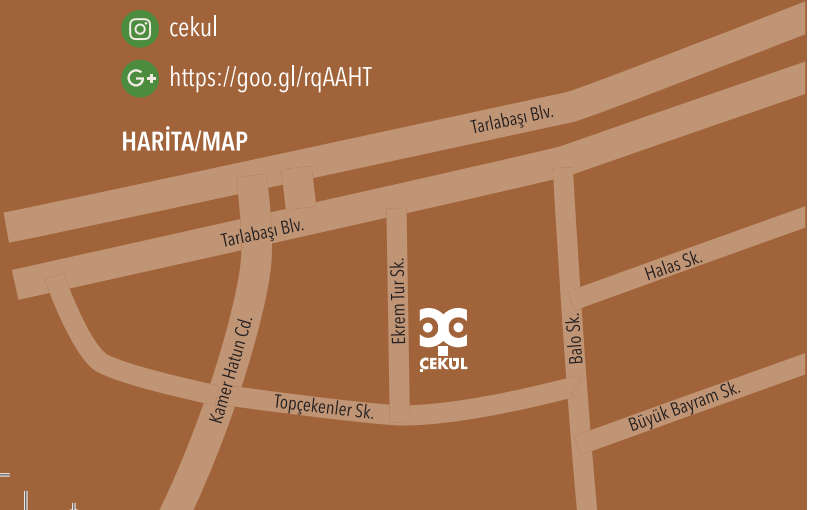 cekul
G+ https://goo.gl/rqAAHT
HARİTA/MAP
Tarlabaşı Blv.
Tarlabaşı Blv.
Halas Sk.
Ekrem Tur Sk.
Balo Sk.
Kamer Hatun Cd.
ÇEKÜL
Topçekenler Sk.
Büyük Bayram Sk.